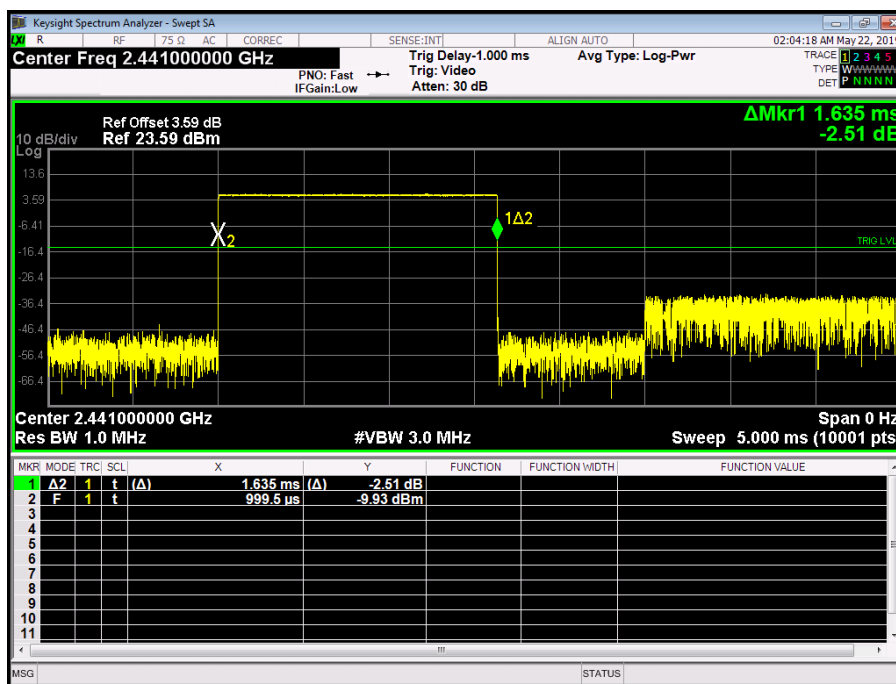 Keysight Spectrum Analyzer - Swept SA
LXI R RF 75 Ω AC CORREC SENSE:INT ALIGN AUTO 02:04:18 AM May 22, 201
Center Freq 2.441000000 GHz
PNO: Fast
IFGain:Low
Trig Delay-1.000 ms
Trig: Video
Atten: 30 dB
Avg Type: Log-Pwr
TRACE 1 2 3 4 5
TYPE W
DET P N N N N
ΔMkr1 1.635 ms
-2.51 dB
Ref Offset 3.59 dB
10 dB/div Ref 23.59 dBm
Log
13.6
3.59
-6.41
-16.4
-26.4
-36.4
-46.4
-56.4
-66.4
2
1Δ2
TRIG LVL
Center 2.441000000 GHz Span 0 Hz
Res BW 1.0 MHz #VBW 3.0 MHz Sweep 5.000 ms (10001 pts
MKR MODE TRC SCL X Y FUNCTION FUNCTION WIDTH FUNCTION VALUE
1 Δ2 1 t (Δ) 1.635 ms (Δ) -2.51 dB
2 F 1 t 999.5 µs -9.93 dBm
3
4
5
6
7
8
9
10
11
MSG STATUS